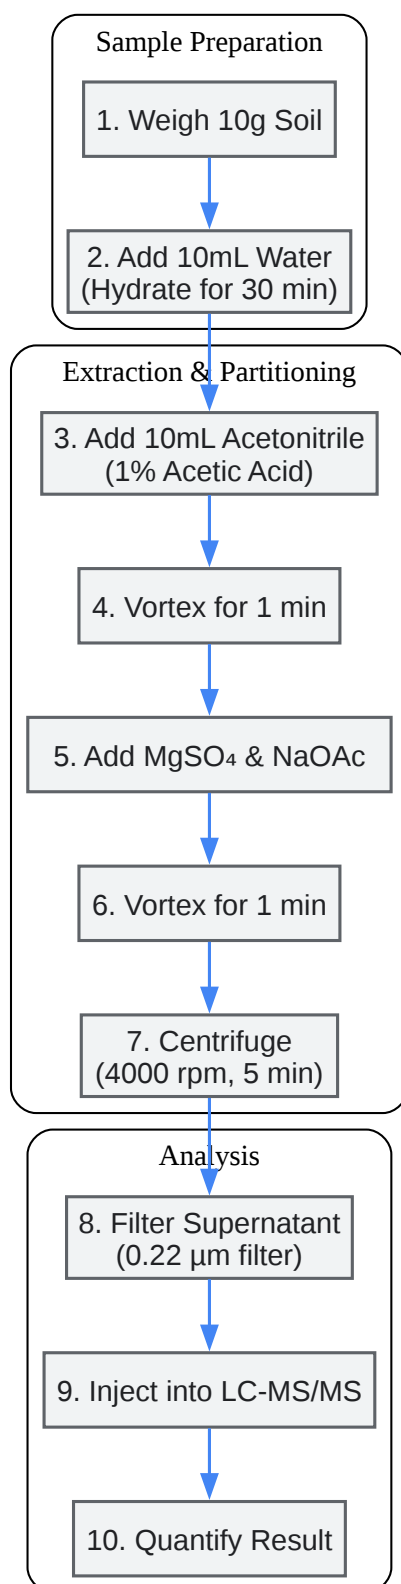 Sample Preparation
1. Weigh 10g Soil
2. Add 10mL Water
(Hydrate for 30 min)
Extraction & Partitioning
3. Add 10mL Acetonitrile
(1% Acetic Acid)
4. Vortex for 1 min
5. Add MgSO₄ & NaOAc
6. Vortex for 1 min
7. Centrifuge
(4000 rpm, 5 min)
Analysis
8. Filter Supernatant
(0.22 µm filter)
9. Inject into LC-MS/MS
10. Quantify Result